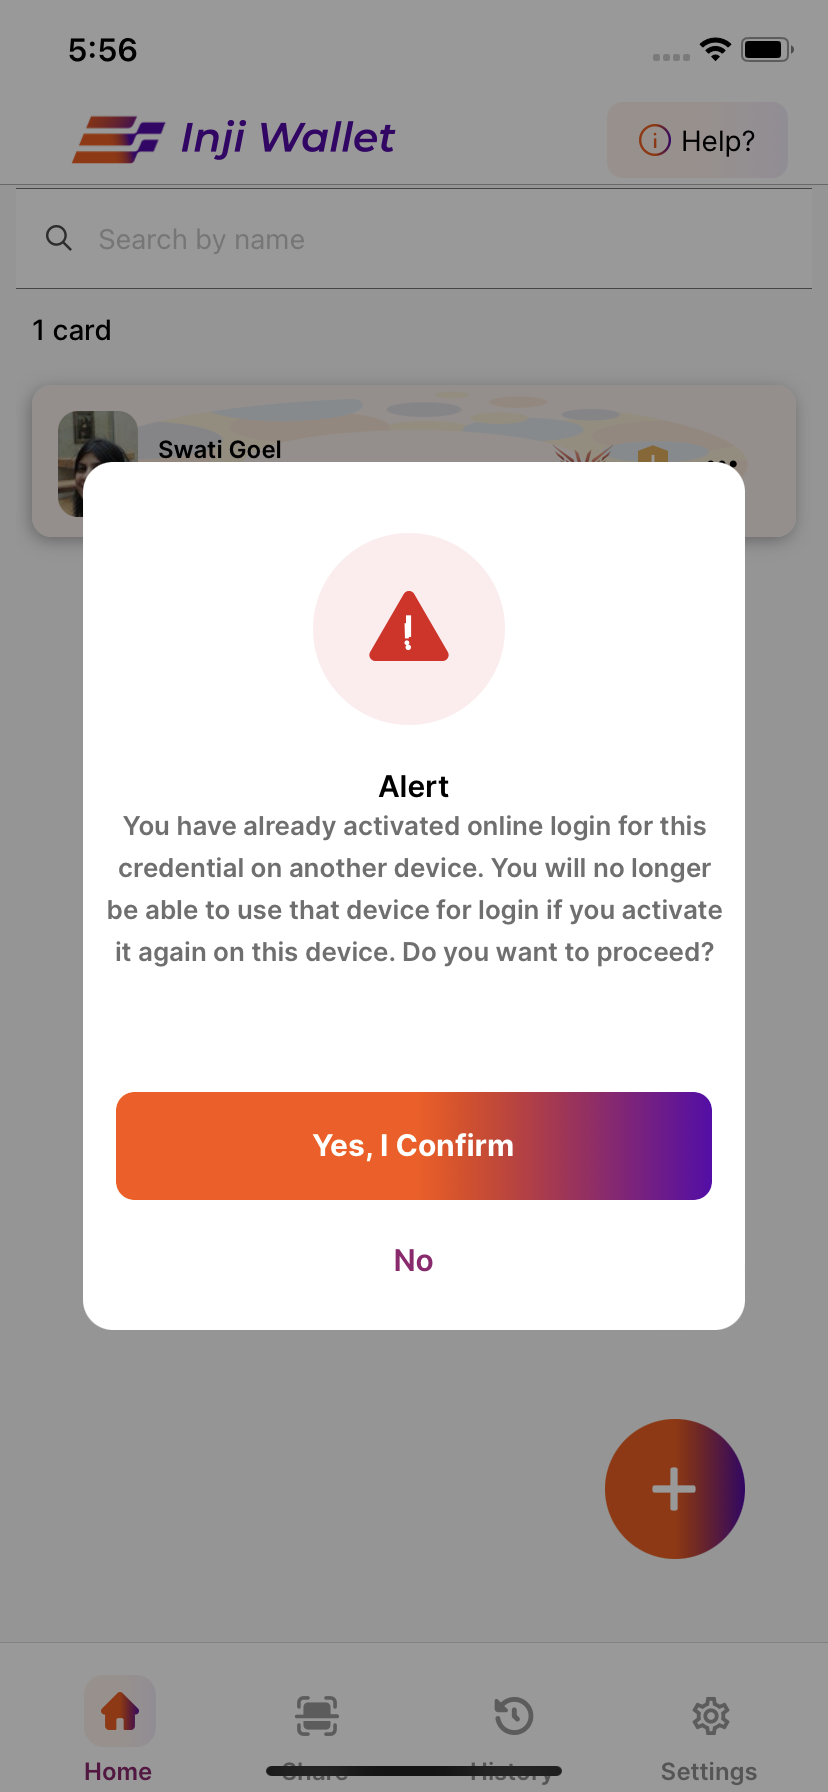 5:56
Inji Wallet
Help?
Search by name
1 card
Swati Goel
Alert
You have already activated online login for this
credential on another device. You will no longer
be able to use that device for login if you activate
it again on this device. Do you want to proceed?
Yes, I Confirm
No
Home
Share
History
Settings